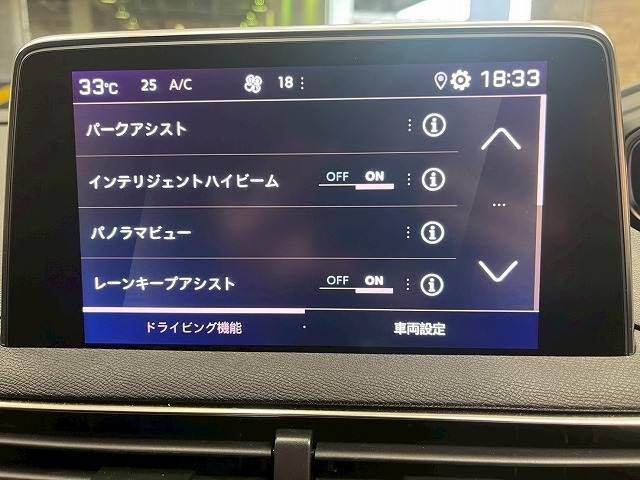 33℃ 25 A/C 18 18:33
パークアシスト
インテリジェントハイビーム OFF ON
パノラマビュー
レーンキープアシスト OFF ON
ドライビング機能 車両設定